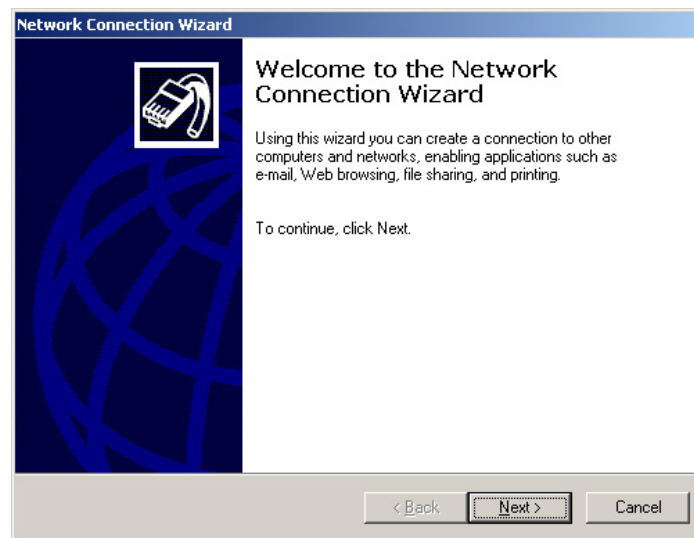 Network Connection Wizard
Welcome to the Network
Connection Wizard
Using this wizard you can create a connection to other
computers and networks, enabling applications such as
e-mail, Web browsing, file sharing, and printing.
To continue, click Next.
< Back Next > Cancel